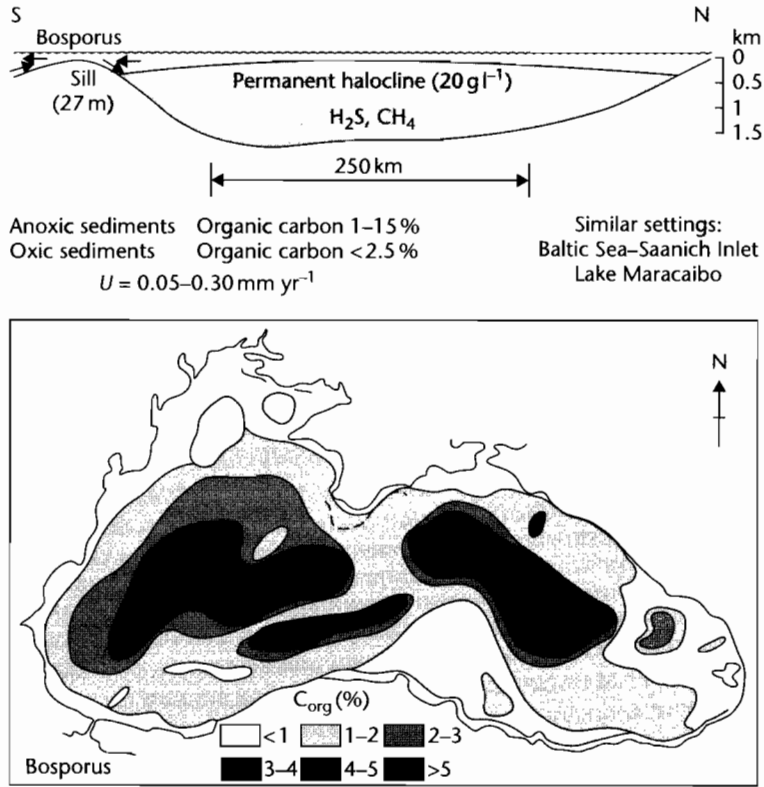 S
N
Bosporus
km
Sill
(27 m)
Permanent halocline (20 g l⁻¹)
H₂S, CH₄
0
0.5
1
1.5
250 km
Anoxic sediments Organic carbon 1–15 %
Oxic sediments Organic carbon <2.5 %
U = 0.05–0.30 mm yr⁻¹
Similar settings:
Baltic Sea–Saanich Inlet
Lake Maracaibo
N
C_org (%)
<1 1–2 2–3
3–4 4–5 >5
Bosporus